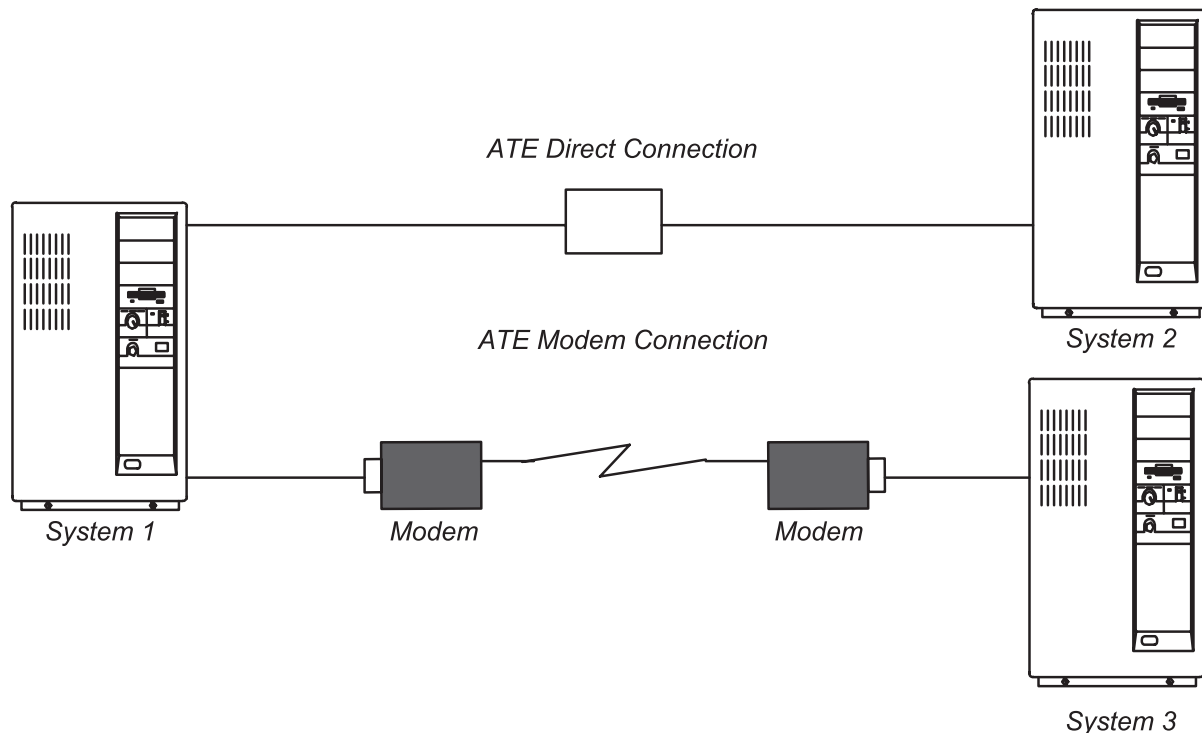 ATE Direct Connection
System 2
ATE Modem Connection
System 1
Modem
Modem
System 3